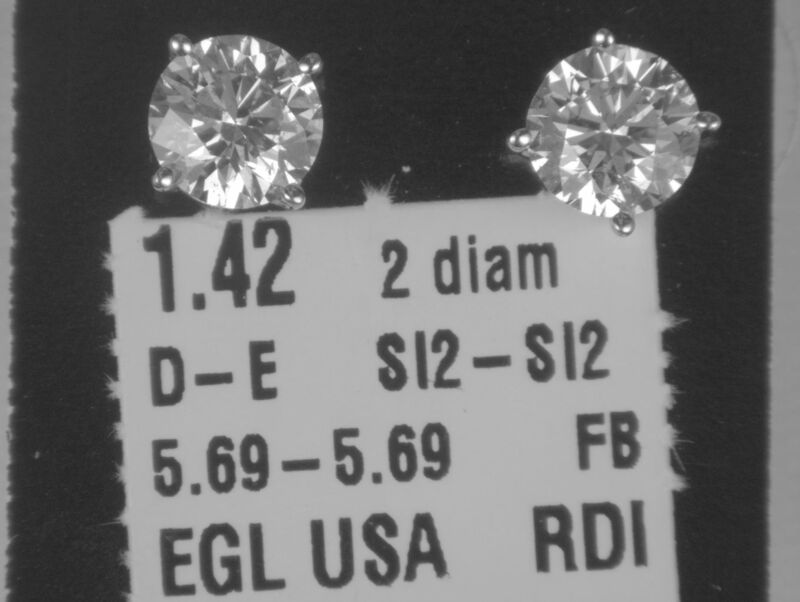 1.42 2 diam
D-E SI2-SI2
5.69-5.69 FB
EGL USA RDI